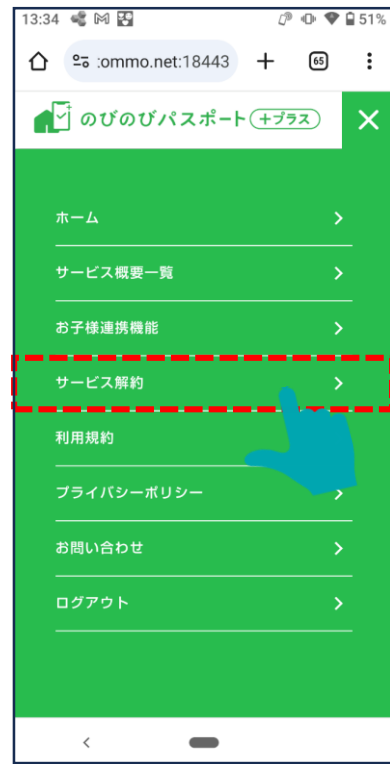 13:34 51%
:ommo.net:18443 65
のびのびパスポート +プラス
ホーム
サービス概要一覧
お子様連携機能
サービス解約
利用規約
プライバシーポリシー
お問い合わせ
ログアウト